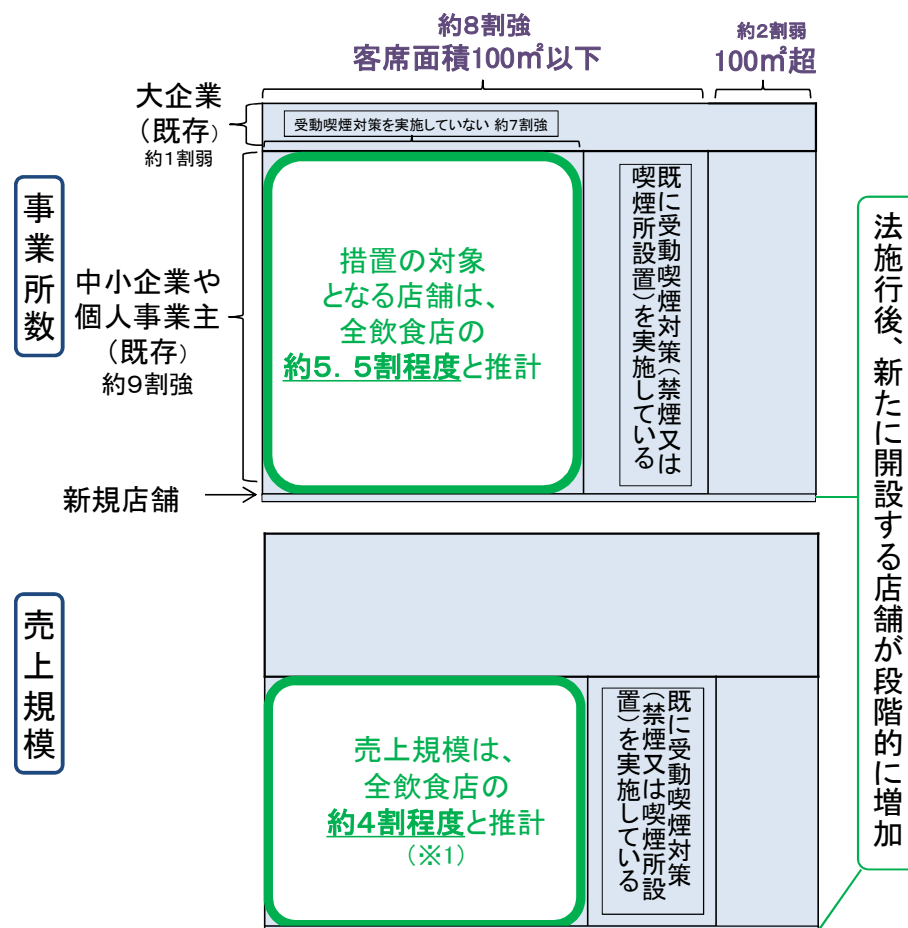 約8割強
客席面積100㎡以下
約2割弱
100㎡超
大企業
(既存)
約1割弱
受動喫煙対策を実施していない 約7割強
事業所数
中小企業や
個人事業主
(既存)
約9割強
措置の対象
となる店舗は、
全飲食店の
約5.5割程度と推計
既に受動喫煙対策(禁煙又は
喫煙所設置)を実施している
新規店舗
法施行後、新たに開設する店舗が段階的に増加
売上規模
売上規模は、
全飲食店の
約4割程度と推計
(※1)
既に受動喫煙対策
(禁煙又は喫煙所設
置)を実施している